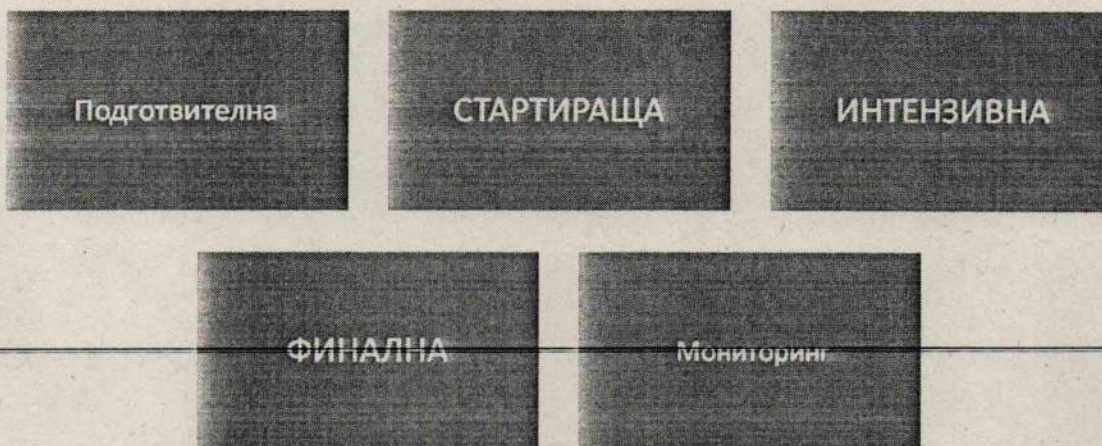 Подготвителна
СТАРТИРАЩА
ИНТЕНЗИВНА
ФИНАЛНА
Мониторинг